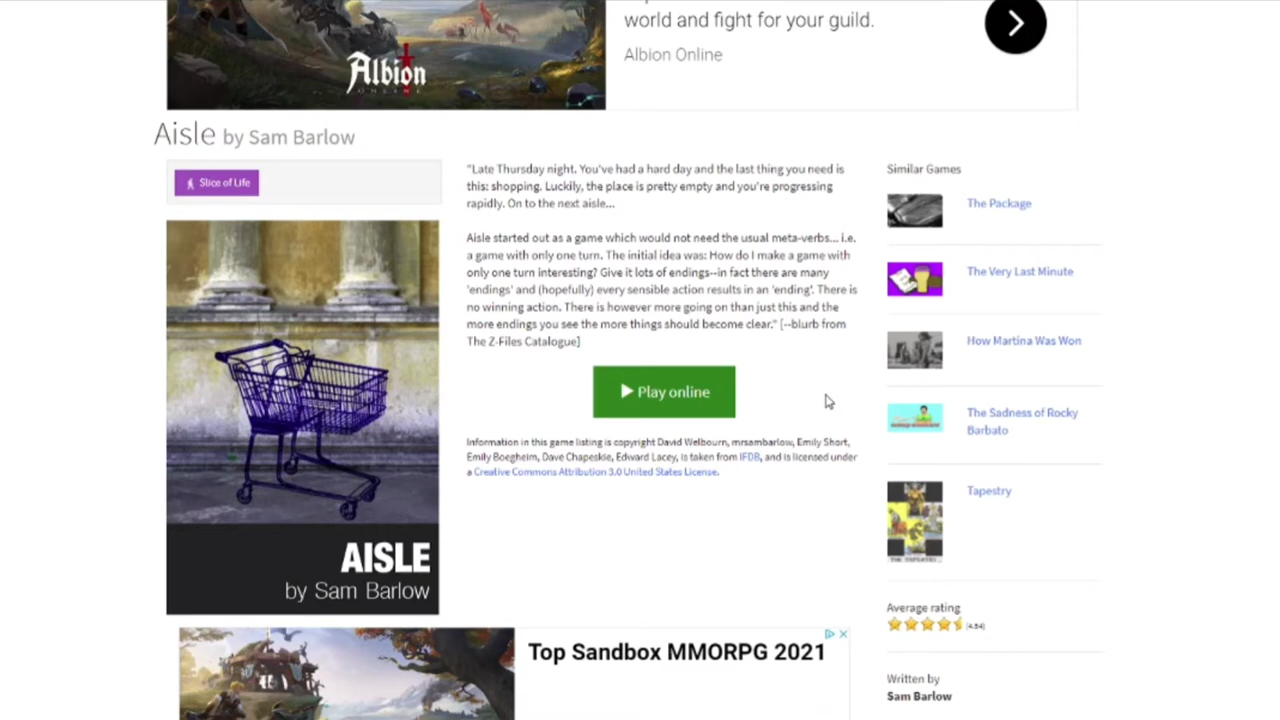 world and fight for your guild.
Albion Online
Albion
ONLINE
Aisle by Sam Barlow
Slice of Life
"Late Thursday night. You've had a hard day and the last thing you need is
this: shopping. Luckily, the place is pretty empty and you're progressing
rapidly. On to the next aisle...
Aisle started out as a game which would not need the usual meta-verbs... i.e.
a game with only one turn. The initial idea was: How do I make a game with
only one turn interesting? Give it lots of endings--in fact there are many
'endings' and (hopefully) every sensible action results in an 'ending'. There is
no winning action. There is however more going on than just this and the
more endings you see the more things should become clear." [--blurb from
The Z-Files Catalogue]
Play online
Information in this game listing is copyright David Welbourn, mrsambarlow, Emily Short,
Emily Boegheim, Dave Chapeskie, Edward Lacey, is taken from IFDB, and is licensed under
a Creative Commons Attribution 3.0 United States License.
AISLE
by Sam Barlow
Similar Games
The Package
The Very Last Minute
How Martina Was Won
The Sadness of Rocky
Barbato
Tapestry
Average rating
(4.54)
Written by
Sam Barlow
Top Sandbox MMORPG 2021